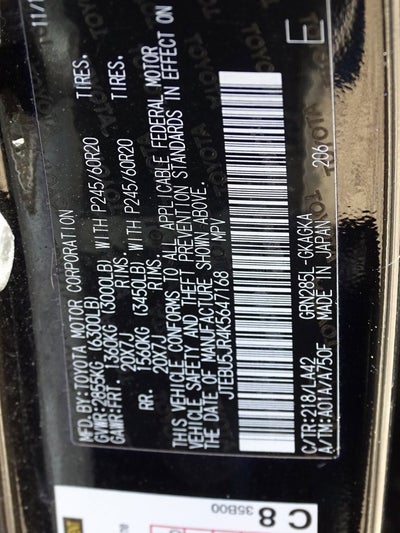 11/1
MFD.BY:TOYOTA MOTOR CORPORATION
GVWR:2855KG (6300LB)
GAWR:FRT. 1360KG (3000LB) WITH P245/60R20 TIRES,
20X7J RIMS,
RR. 1560KG (3450LB) WITH P245/60R20 TIRES,
20X7J RIMS.
THIS VEHICLE CONFORMS TO ALL APPLICABLE FEDERAL MOTOR
VEHICLE SAFETY AND THEFT PREVENTION STANDARDS IN EFFECT ON
THE DATE OF MANUFACTURE SHOWN ABOVE.
JTEBU5JR4K5647168 MPV
C/TR:218/LA42 GRN285L-GKAGKA
A/TN:A01A/A750F MADE IN JAPAN 206
E
C 8
35B00